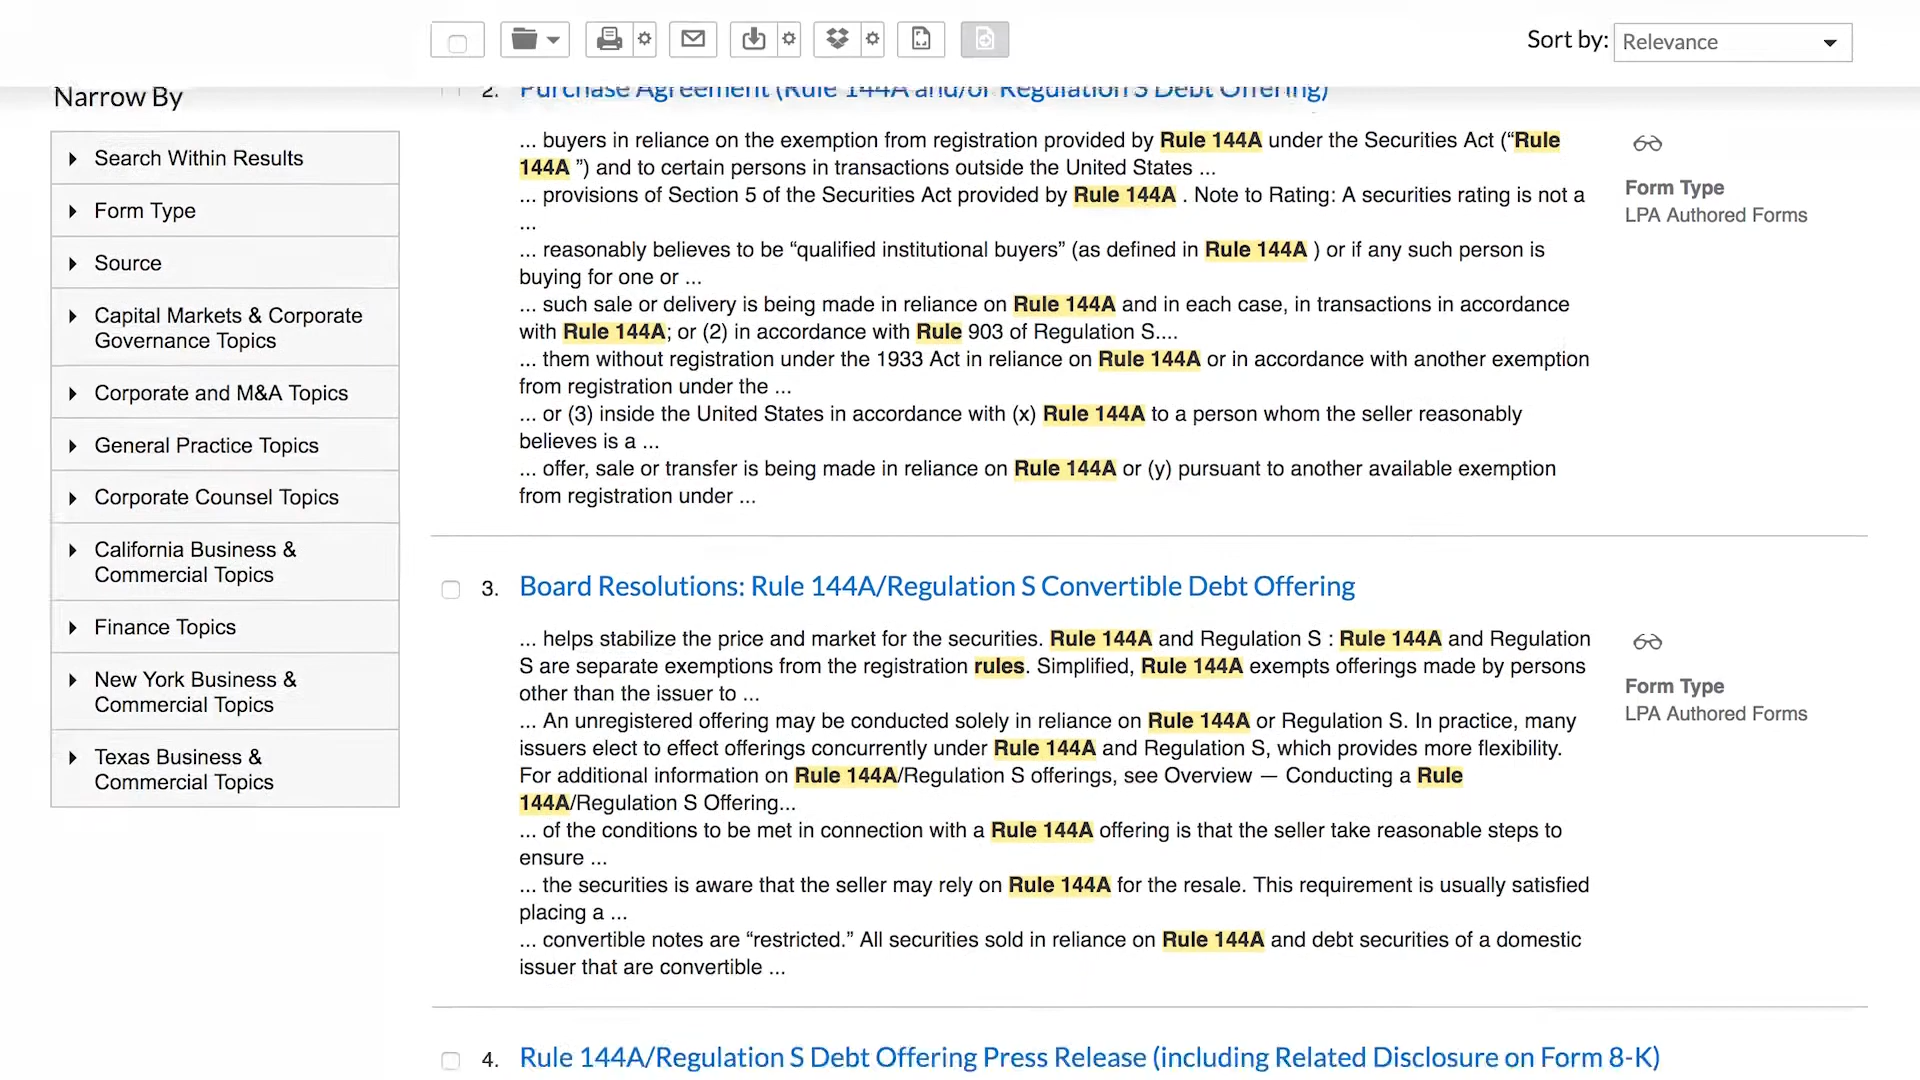 Sort by: Relevance
Narrow By
Search Within Results
Form Type
Source
Capital Markets & Corporate
Governance Topics
Corporate and M&A Topics
General Practice Topics
Corporate Counsel Topics
California Business &
Commercial Topics
Finance Topics
New York Business &
Commercial Topics
Texas Business &
Commercial Topics
2. Purchase Agreement (Rule 144A and/or Regulation S Debt Offering)
... buyers in reliance on the exemption from registration provided by Rule 144A under the Securities Act (“Rule
144A ”) and to certain persons in transactions outside the United States ...
... provisions of Section 5 of the Securities Act provided by Rule 144A . Note to Rating: A securities rating is not a
...
... reasonably believes to be “qualified institutional buyers” (as defined in Rule 144A ) or if any such person is
buying for one or ...
... such sale or delivery is being made in reliance on Rule 144A and in each case, in transactions in accordance
with Rule 144A; or (2) in accordance with Rule 903 of Regulation S....
... them without registration under the 1933 Act in reliance on Rule 144A or in accordance with another exemption
from registration under the ...
... or (3) inside the United States in accordance with (x) Rule 144A to a person whom the seller reasonably
believes is a ...
... offer, sale or transfer is being made in reliance on Rule 144A or (y) pursuant to another available exemption
from registration under ...
Form Type
LPA Authored Forms
3. Board Resolutions: Rule 144A/Regulation S Convertible Debt Offering
... helps stabilize the price and market for the securities. Rule 144A and Regulation S : Rule 144A and Regulation
S are separate exemptions from the registration rules. Simplified, Rule 144A exempts offerings made by persons
other than the issuer to ...
... An unregistered offering may be conducted solely in reliance on Rule 144A or Regulation S. In practice, many
issuers elect to effect offerings concurrently under Rule 144A and Regulation S, which provides more flexibility.
For additional information on Rule 144A/Regulation S offerings, see Overview — Conducting a Rule
144A/Regulation S Offering...
... of the conditions to be met in connection with a Rule 144A offering is that the seller take reasonable steps to
ensure ...
... the securities is aware that the seller may rely on Rule 144A for the resale. This requirement is usually satisfied
placing a ...
... convertible notes are “restricted.” All securities sold in reliance on Rule 144A and debt securities of a domestic
issuer that are convertible ...
Form Type
LPA Authored Forms
4. Rule 144A/Regulation S Debt Offering Press Release (including Related Disclosure on Form 8-K)